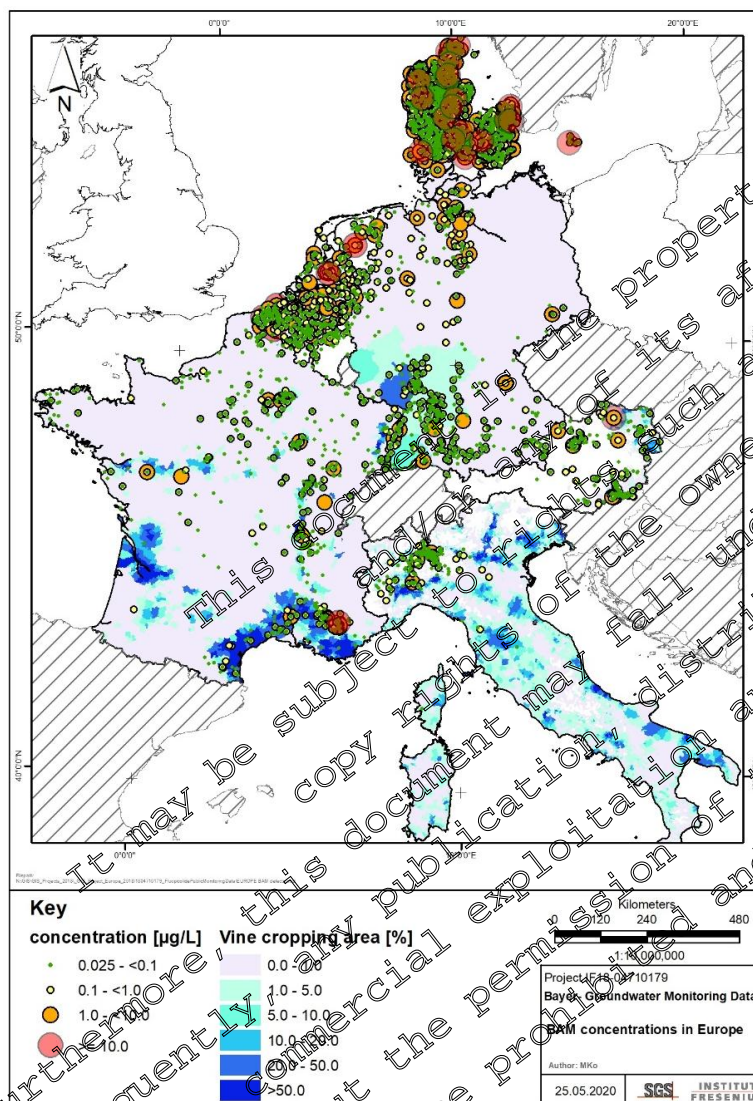 0°0'0"
10°0'0"E
20°0'0"E
N
50°0'0"N
40°0'0"N
0°0'0"
10°0'0"E
This document is the property
and/or any of its af
It may be subject to rights such a
copy rights of the owne
Furthermore, this document may fall und
any publication, distri
consequently, commercial exploitation a
the permission of
be prohibited and
Key
concentration [µg/L]
0.025 - <0.1
0.1 - <1.0
1.0 - <10.0
>= 10.0
Vine cropping area [%]
0.0 - 1.0
1.0 - 5.0
5.0 - 10.0
10.0 - 20.0
20.0 - 50.0
>50.0
Kilometers
0 120 240 480
1:10,000,000
Bayer- Groundwater Monitoring Data
BAM concentrations in Europe
Author: MKo
25.05.2020
SGS INSTITUT
FRESENIUS